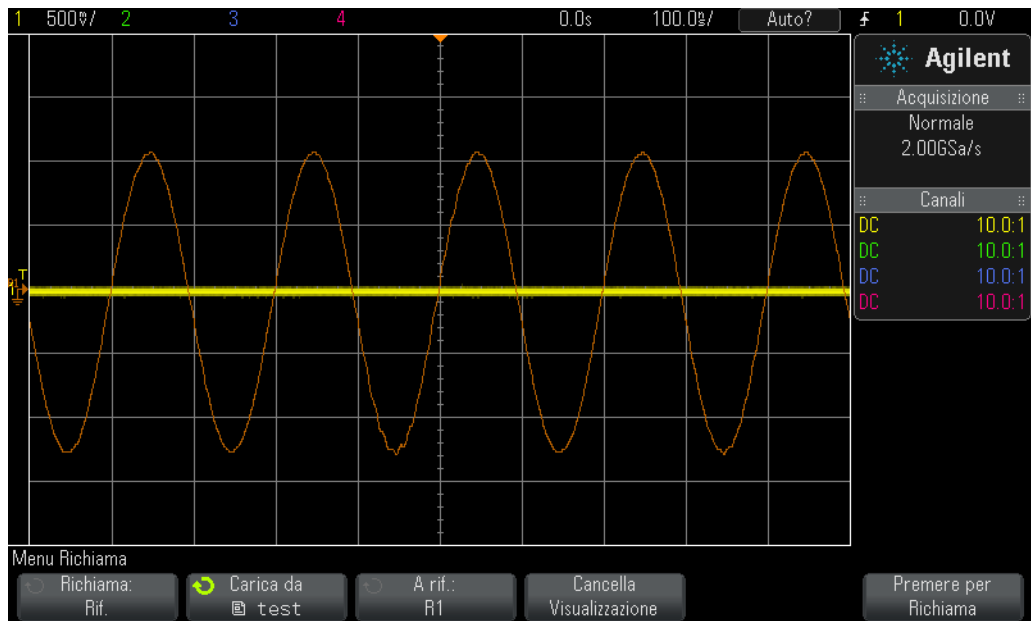 1 500mV/ 2 3 4 0.0s 100.0ns/ Auto? 1 0.0V
Agilent
Acquisizione
Normale
2.00GSa/s
Canali
DC 10.0:1
DC 10.0:1
DC 10.0:1
DC 10.0:1
T
Menu Richiama
Richiama:
Rif.
Carica da
test
A rif.:
R1
Cancella
Visualizzazione
Premere per
Richiama